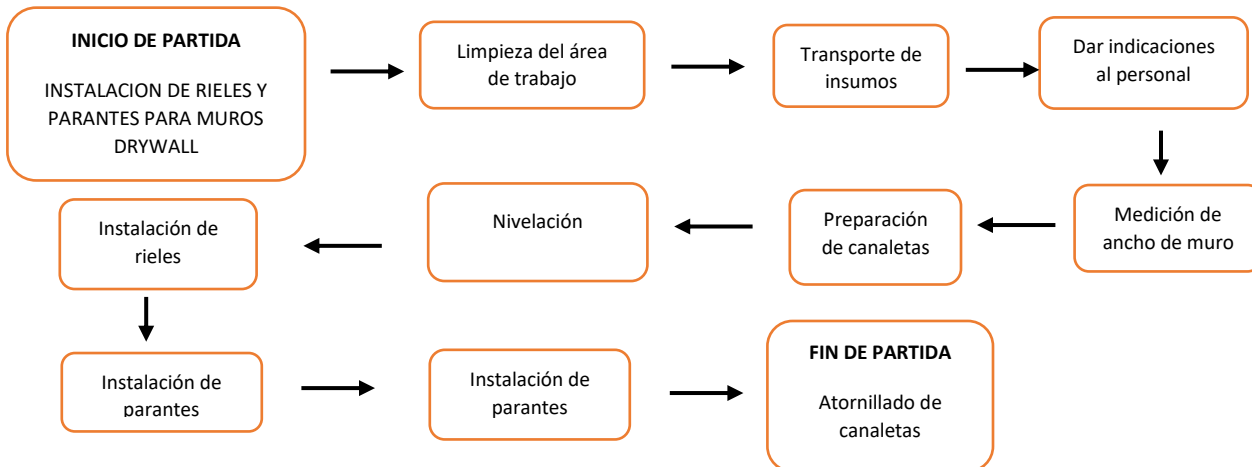 INICIO DE PARTIDA
INSTALACION DE RIELES Y
PARANTES PARA MUROS
DRYWALL
Limpieza del área
de trabajo
Transporte de
insumos
Dar indicaciones
al personal
Medición de
ancho de muro
Preparación
de canaletas
Nivelación
Instalación de
rieles
Instalación de
parantes
Instalación de
parantes
FIN DE PARTIDA
Atornillado de
canaletas